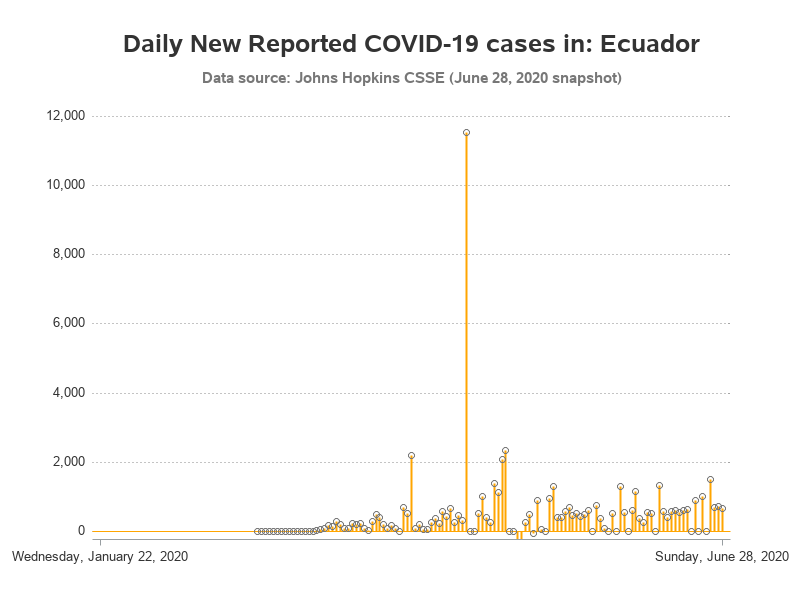 Daily New Reported COVID-19 cases in: Ecuador
Data source: Johns Hopkins CSSE (June 28, 2020 snapshot)
12,000
10,000
8,000
6,000
4,000
2,000
0
Wednesday, January 22, 2020
Sunday, June 28, 2020